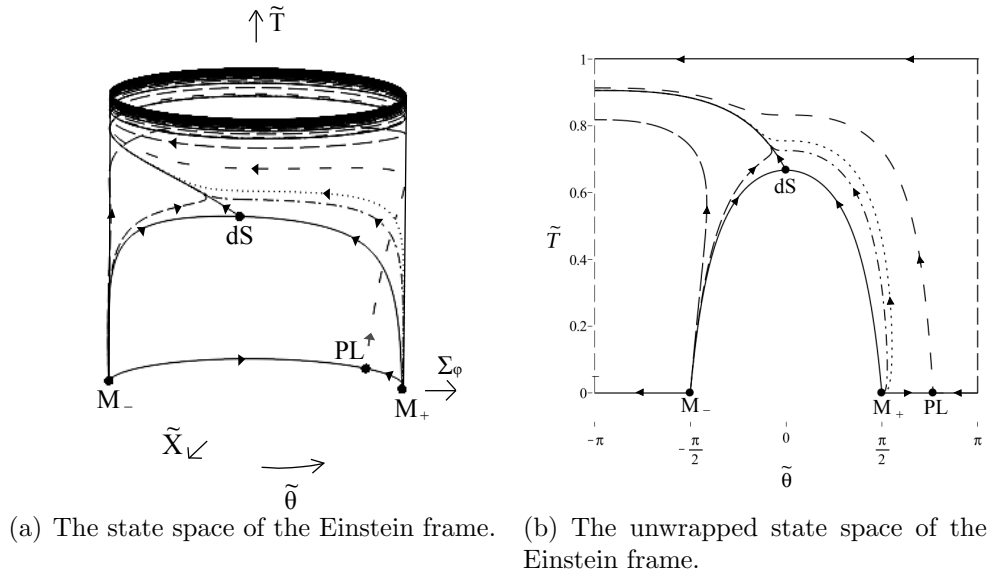 T̃
dS
PL
M₋
M₊
Σφ
X̃
θ̃
(a) The state space of the Einstein frame.
1
0.8
0.6
T̃
0.4
0.2
0
dS
M₋
M₊
PL
-π
-π/2
0
π/2
π
θ̃
(b) The unwrapped state space of the
Einstein frame.